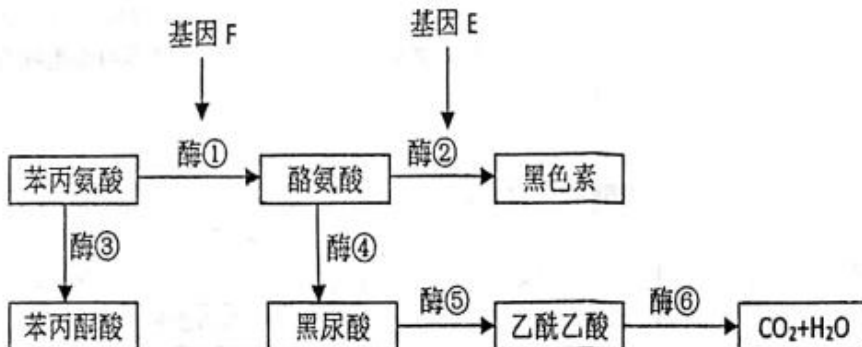 基因 F
基因 E
酶①
酶②
苯丙氨酸
酪氨酸
黑色素
酶③
酶④
酶⑤
酶⑥
苯丙酮酸
黑尿酸
乙酰乙酸
CO₂+H₂O